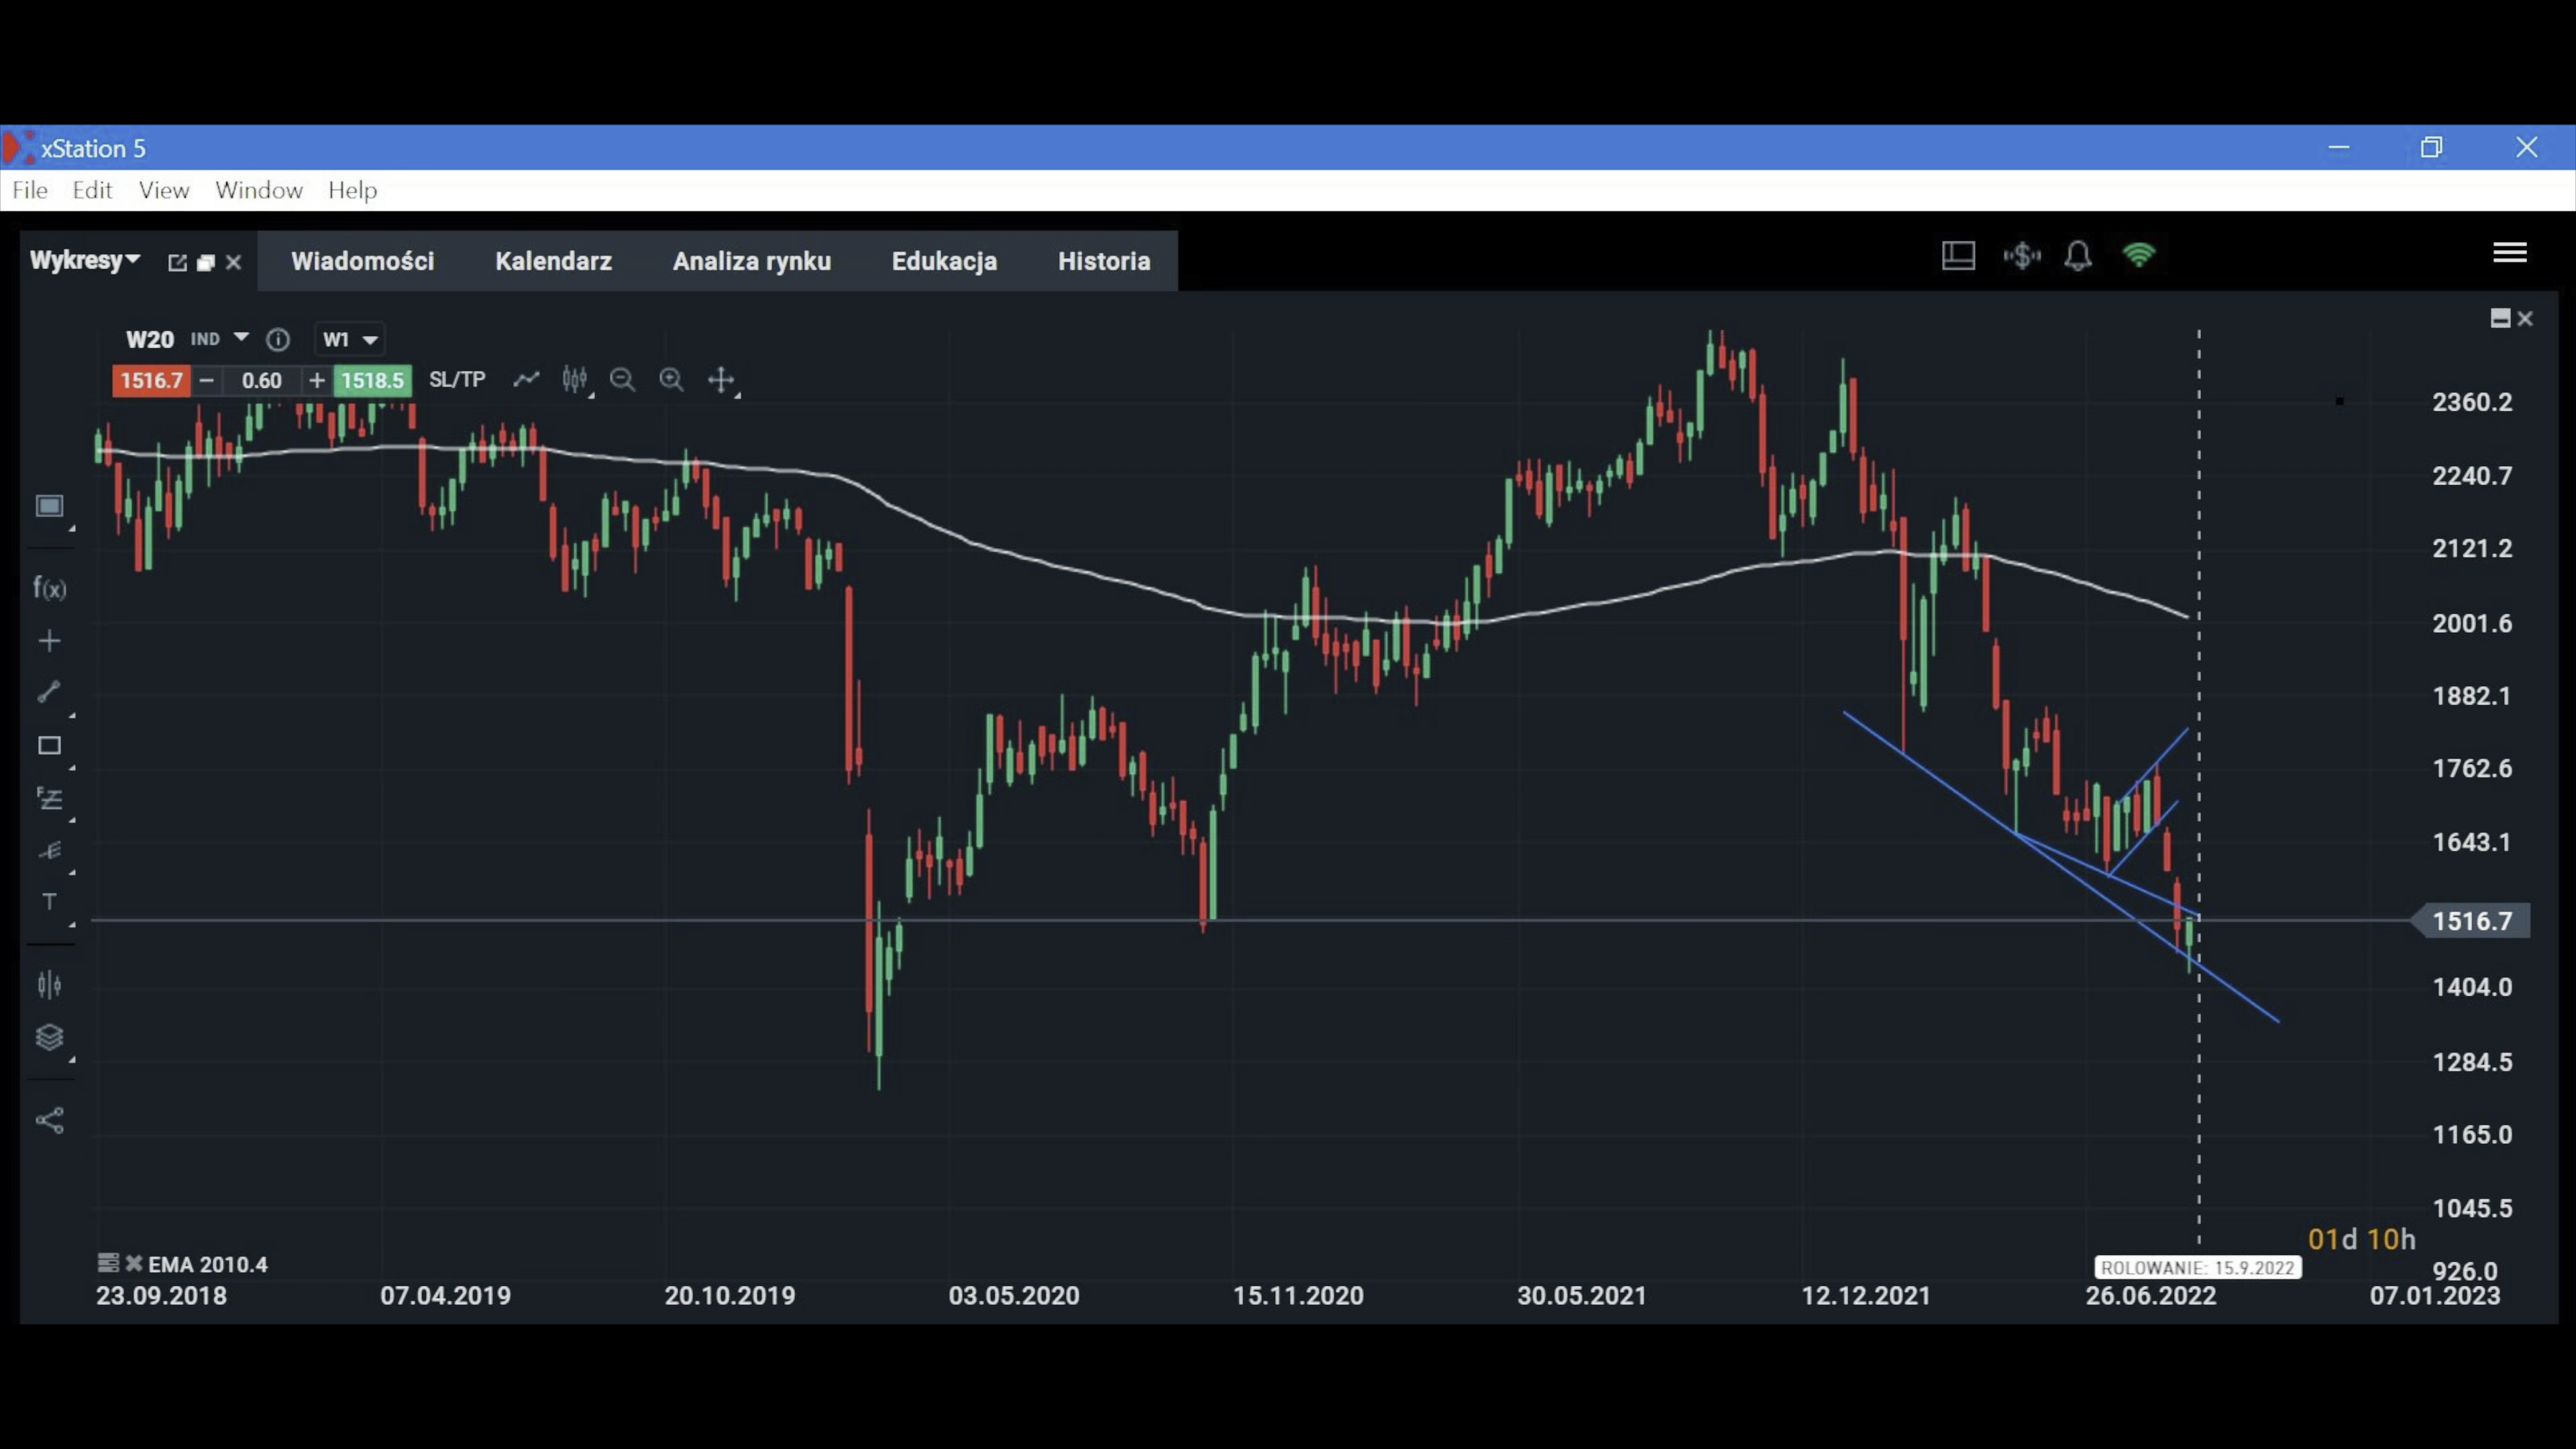 xStation 5
File Edit View Window Help
Wykresy Wiadomości Kalendarz Analiza rynku Edukacja Historia
W20 IND W1
1516.7 − 0.60 + 1518.5 SL/TP
2360.2
2240.7
f(x)
2121.2
2001.6
1882.1
1762.6
1643.1
T
1516.7
1404.0
1284.5
1165.0
1045.5
01d 10h
EMA 2010.4
ROLOWANIE: 15.9.2022
926.0
23.09.2018 07.04.2019 20.10.2019 03.05.2020 15.11.2020 30.05.2021 12.12.2021 26.06.2022 07.01.2023